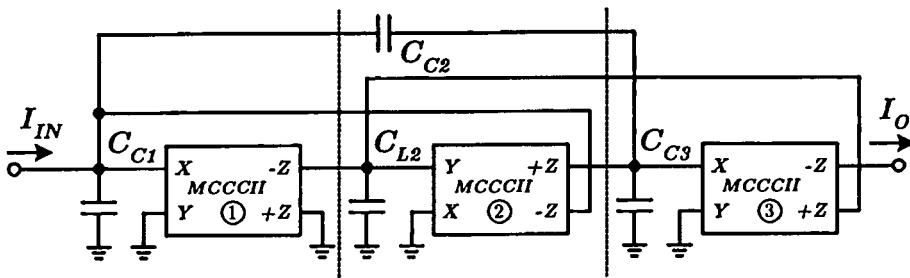 C_C2
I_IN
C_C1
C_L2
C_C3
I_O
X -Z
MCCCII
Y ① +Z
Y +Z
MCCCII
X ② -Z
X -Z
MCCCII
Y ③ +Z